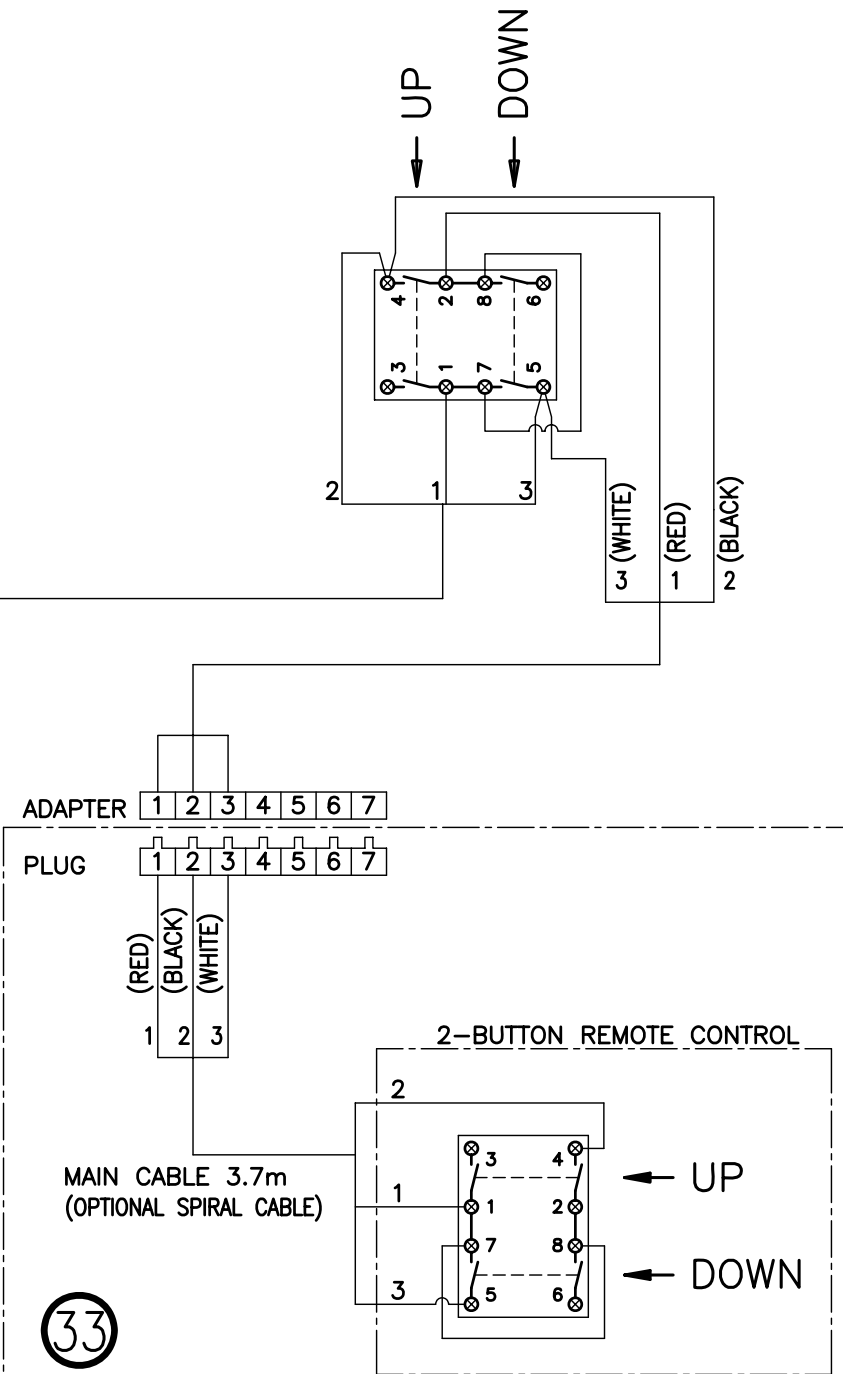 UP
DOWN
4 2 8 6
3 1 7 5
2 1 3
(WHITE) (RED) (BLACK)
3 1 2
ADAPTER 1 2 3 4 5 6 7
PLUG 1 2 3 4 5 6 7
(RED) (BLACK) (WHITE)
1 2 3
2-BUTTON REMOTE CONTROL
2
3 4 UP
MAIN CABLE 3.7m
(OPTIONAL SPIRAL CABLE)
1
1 2
7 8
DOWN
3
5 6
33